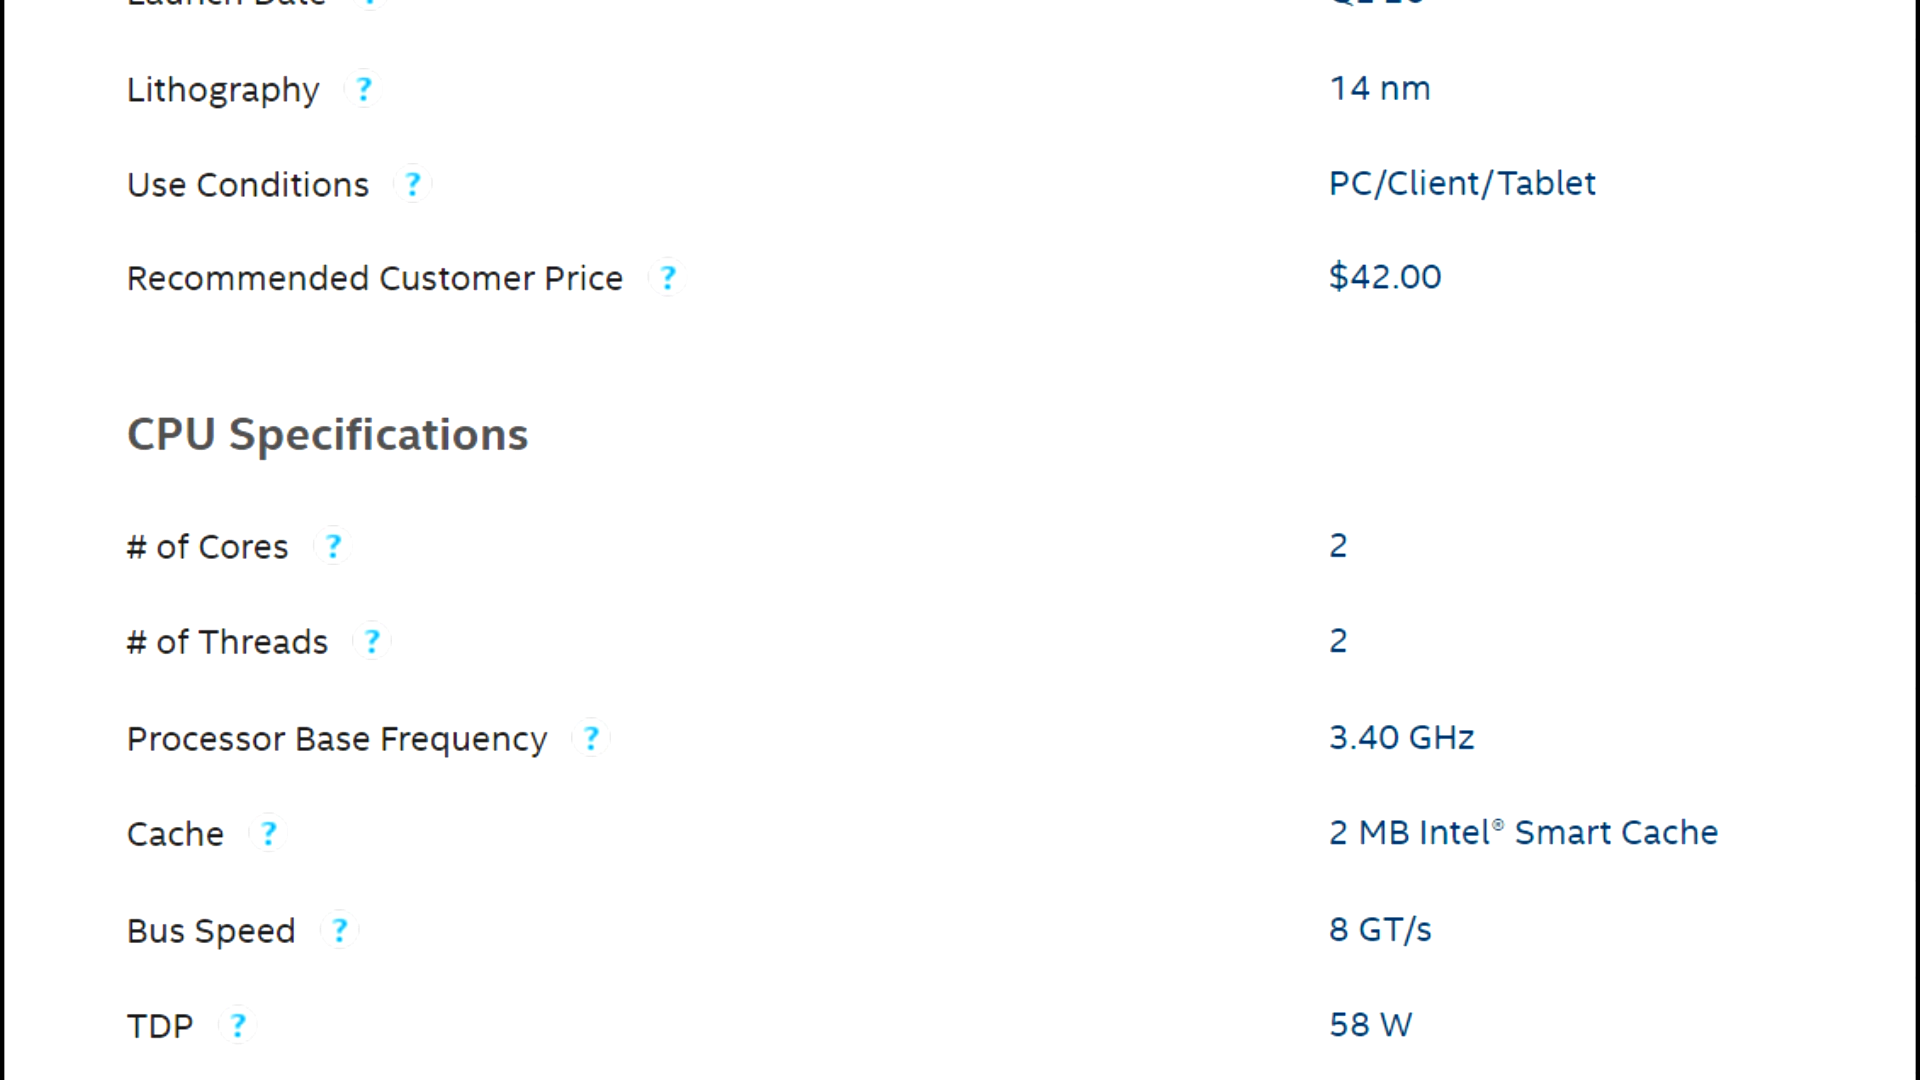 Launch Date ?
Lithography ? 14 nm
Use Conditions ? PC/Client/Tablet
Recommended Customer Price ? $42.00
CPU Specifications
# of Cores ? 2
# of Threads ? 2
Processor Base Frequency ? 3.40 GHz
Cache ? 2 MB Intel® Smart Cache
Bus Speed ? 8 GT/s
TDP ? 58 W